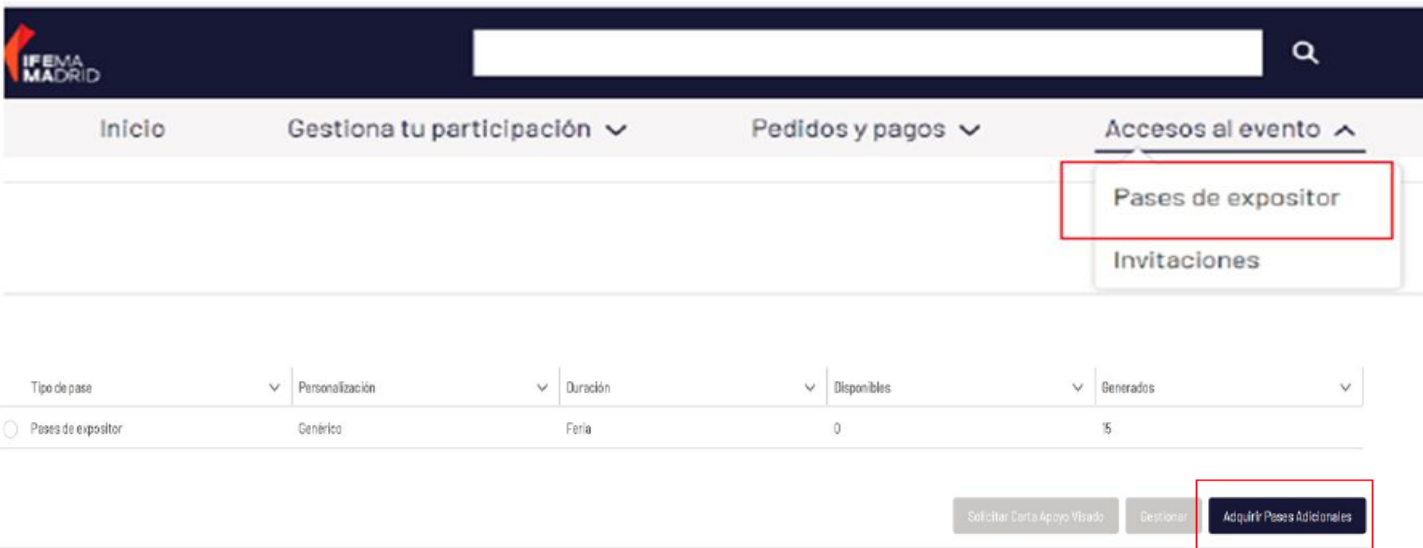 IFEMA
MADRID
Inicio Gestiona tu participación Pedidos y pagos Accesos al evento
Pases de expositor
Invitaciones
Tipo de pase Personalización Duración Disponibles Generados
Pases de expositor Genérico Feria 0 15
Solicitar Carta Apoyo Visado Gestionar Adquirir Pases Adicionales